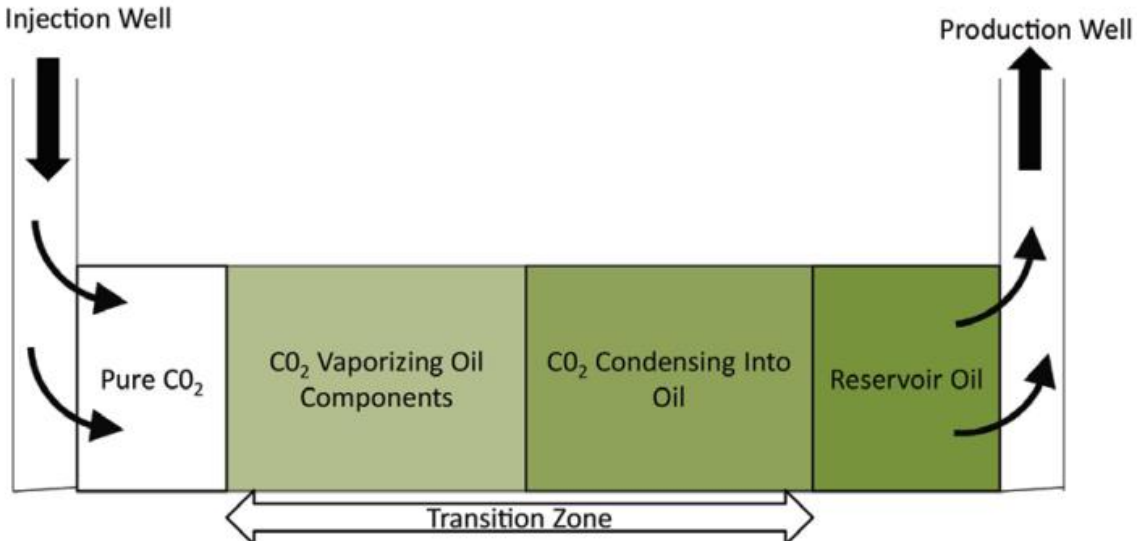 Injection Well
Production Well
Pure C0₂
C0₂ Vaporizing Oil
Components
C0₂ Condensing Into
Oil
Reservoir Oil
Transition Zone